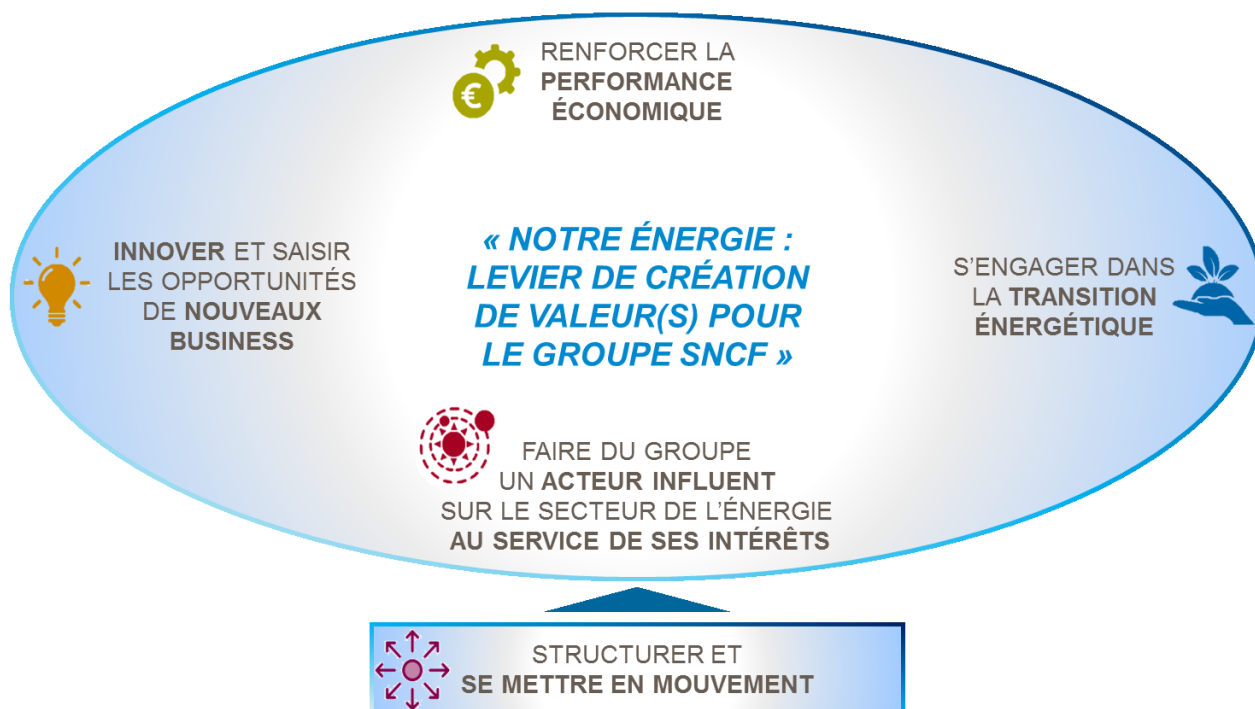 RENFORCER LA
PERFORMANCE
ÉCONOMIQUE
€
INNOVER ET SAISIR
LES OPPORTUNITÉS
DE NOUVEAUX
BUSINESS
« NOTRE ÉNERGIE :
LEVIER DE CRÉATION
DE VALEUR(S) POUR
LE GROUPE SNCF »
S’ENGAGER DANS
LA TRANSITION
ÉNERGÉTIQUE
FAIRE DU GROUPE
UN ACTEUR INFLUENT
SUR LE SECTEUR DE L’ÉNERGIE
AU SERVICE DE SES INTÉRÊTS
STRUCTURER ET
SE METTRE EN MOUVEMENT